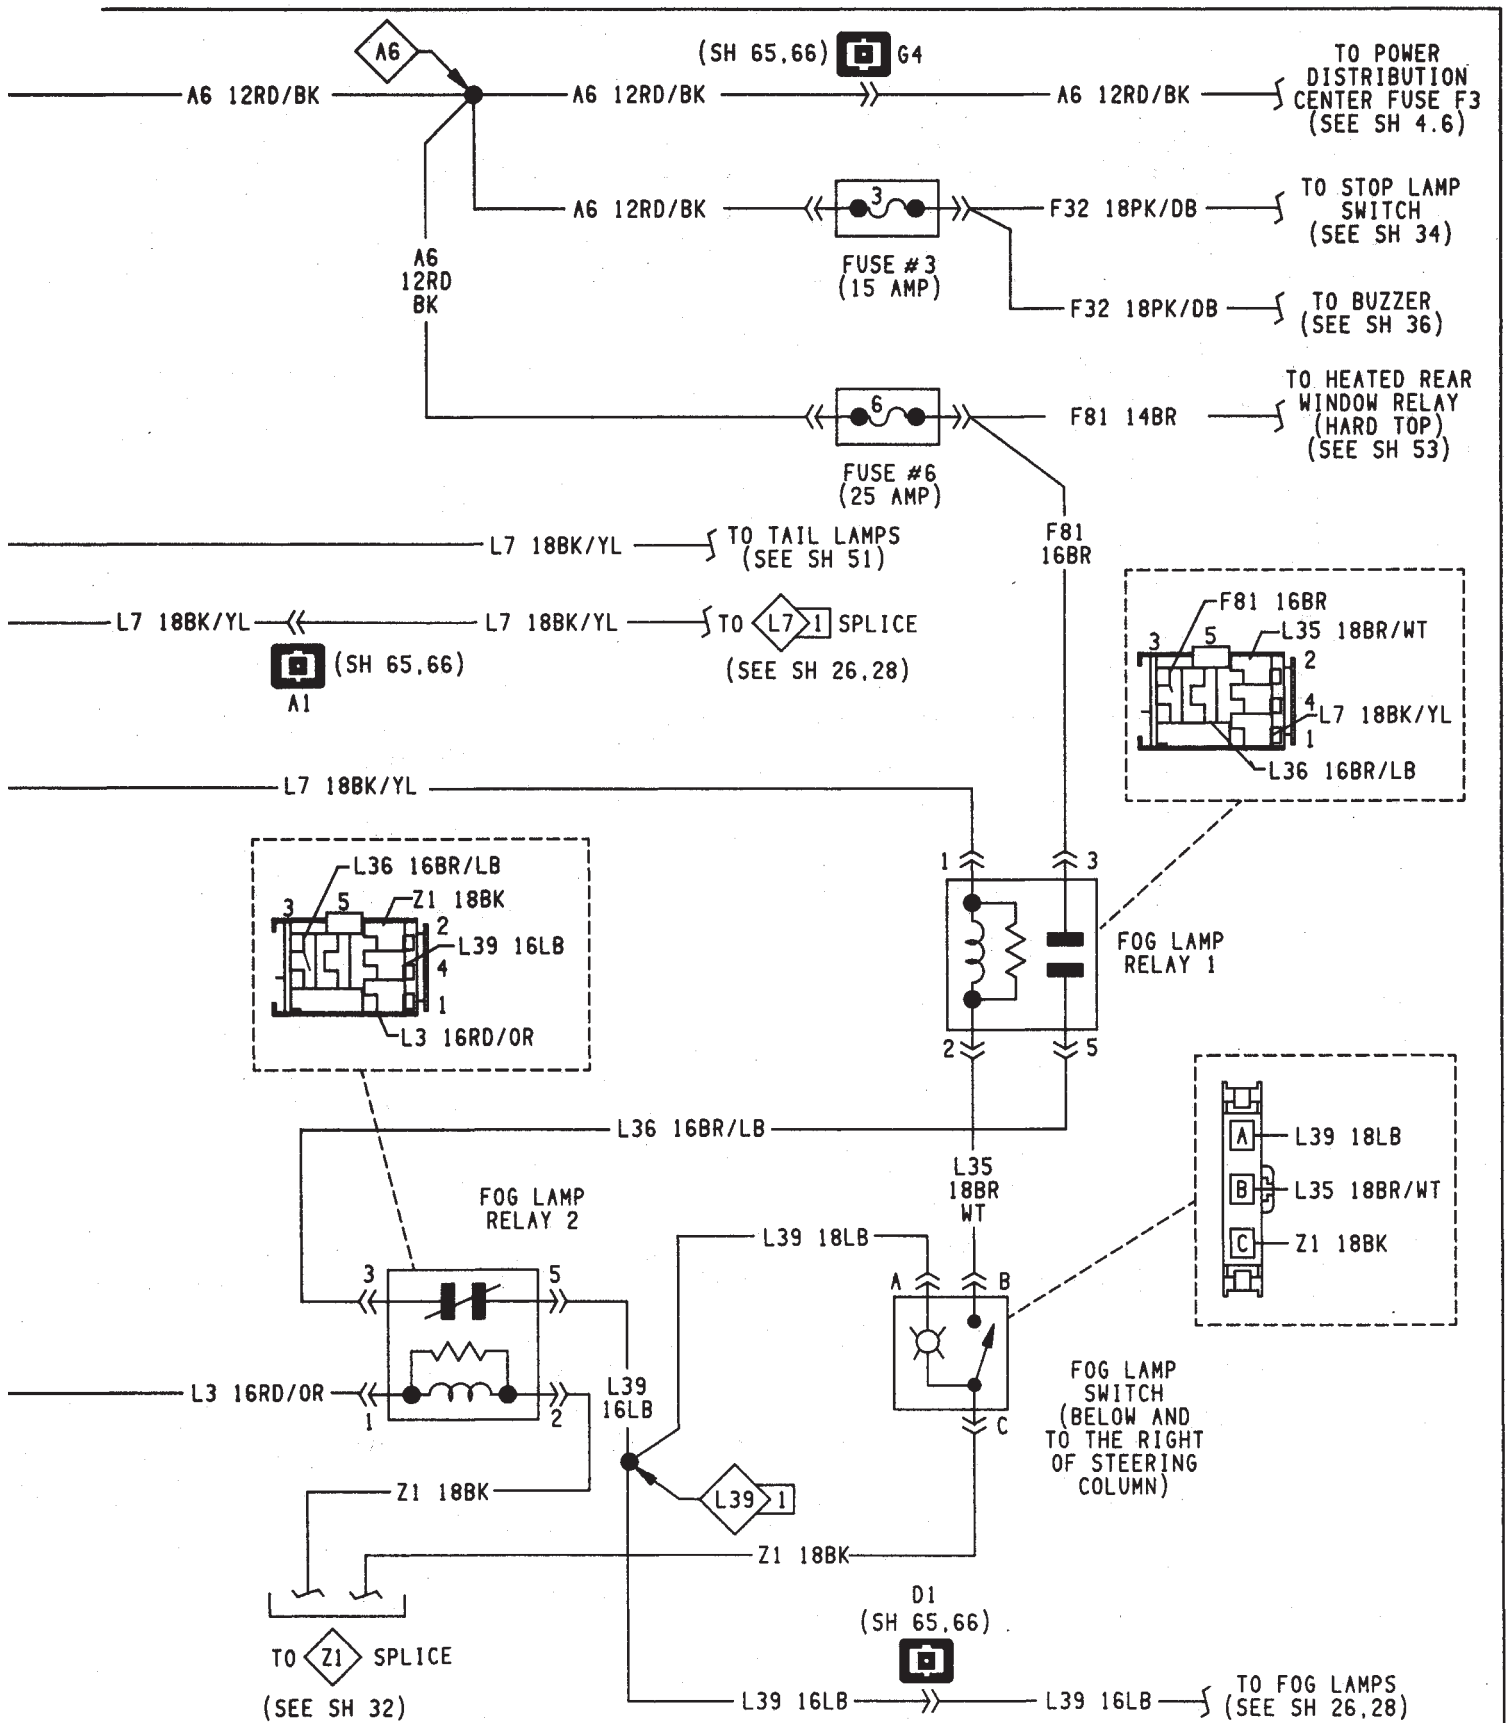 A6
(SH 65,66)
G4
A6 12RD/BK
A6 12RD/BK
A6 12RD/BK
TO POWER
DISTRIBUTION
CENTER FUSE F3
(SEE SH 4.6)
A6 12RD/BK
3
F32 18PK/DB
TO STOP LAMP
SWITCH
(SEE SH 34)
FUSE #3
(15 AMP)
A6
12RD
BK
F32 18PK/DB
TO BUZZER
(SEE SH 36)
6
F81 14BR
TO HEATED REAR
WINDOW RELAY
(HARD TOP)
(SEE SH 53)
FUSE #6
(25 AMP)
F81
16BR
L7 18BK/YL
TO TAIL LAMPS
(SEE SH 51)
L7 18BK/YL
L7 18BK/YL
TO L7 1 SPLICE
(SEE SH 26,28)
(SH 65,66)
A1
F81 16BR
L35 18BR/WT
3
5
2
4
L7 18BK/YL
1
L36 16BR/LB
L7 18BK/YL
1
3
L36 16BR/LB
Z1 18BK
3
5
2
L39 16LB
4
1
L3 16RD/OR
FOG LAMP
RELAY 1
2
5
L36 16BR/LB
L35
18BR
WT
A
L39 18LB
B
L35 18BR/WT
C
Z1 18BK
FOG LAMP
RELAY 2
L39 18LB
3
5
A
B
L3 16RD/OR
1
2
L39
16LB
C
FOG LAMP
SWITCH
(BELOW AND
TO THE RIGHT
OF STEERING
COLUMN)
Z1 18BK
L39 1
Z1 18BK
D1
(SH 65,66)
TO Z1 SPLICE
(SEE SH 32)
L39 16LB
L39 16LB
TO FOG LAMPS
(SEE SH 26,28)